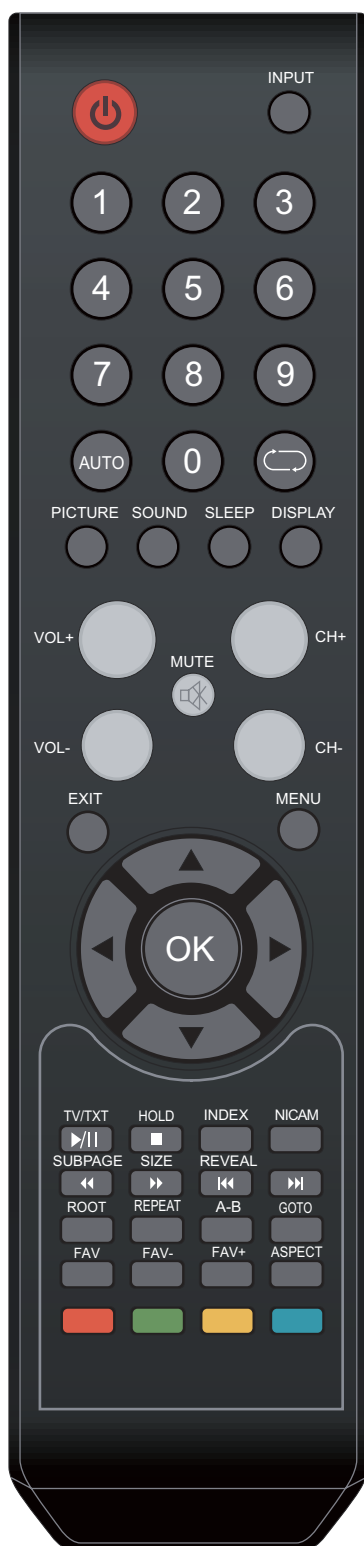 INPUT
1 2 3
4 5 6
7 8 9
AUTO 0
PICTURE SOUND SLEEP DISPLAY
VOL+ CH+
MUTE
VOL- CH-
EXIT MENU
OK
TV/TXT HOLD INDEX NICAM
SUBPAGE SIZE REVEAL
ROOT REPEAT A-B GOTO
FAV FAV- FAV+ ASPECT